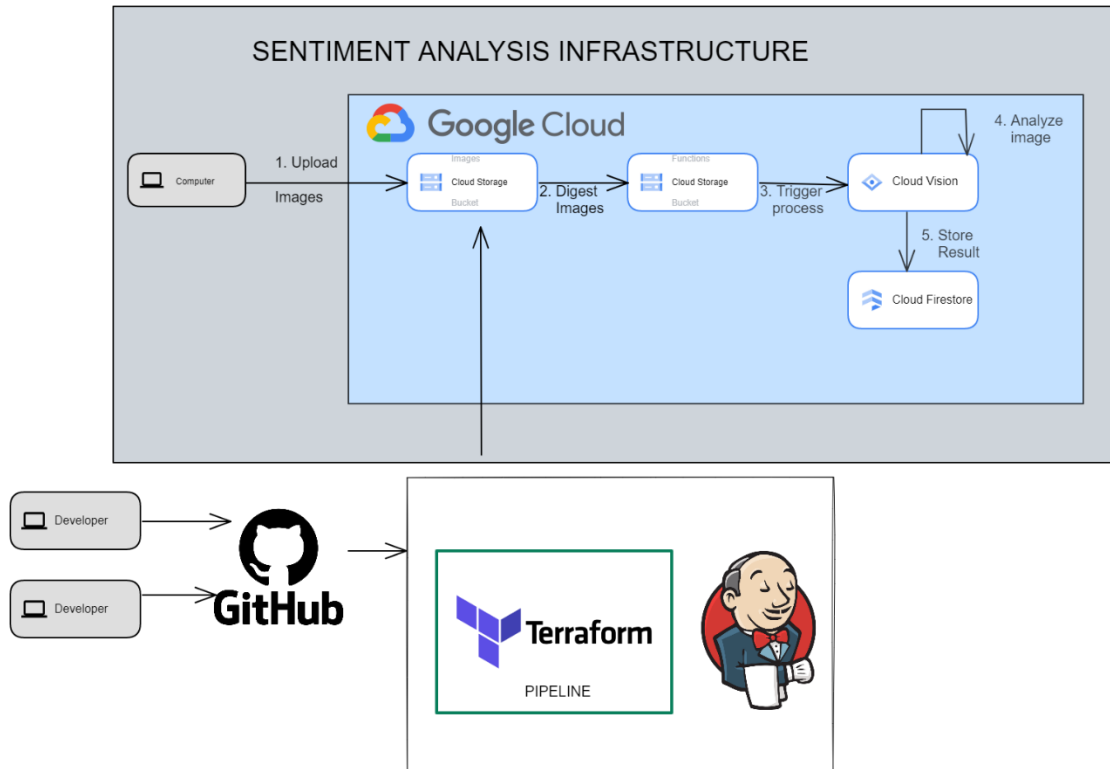 SENTIMENT ANALYSIS INFRASTRUCTURE
Google Cloud
Computer
1. Upload
Images
Images
Cloud Storage
Bucket
2. Digest
Images
Functions
Cloud Storage
Bucket
3. Trigger
process
Cloud Vision
4. Analyze
image
5. Store
Result
Cloud Firestore
Developer
Developer
GitHub
Terraform
PIPELINE